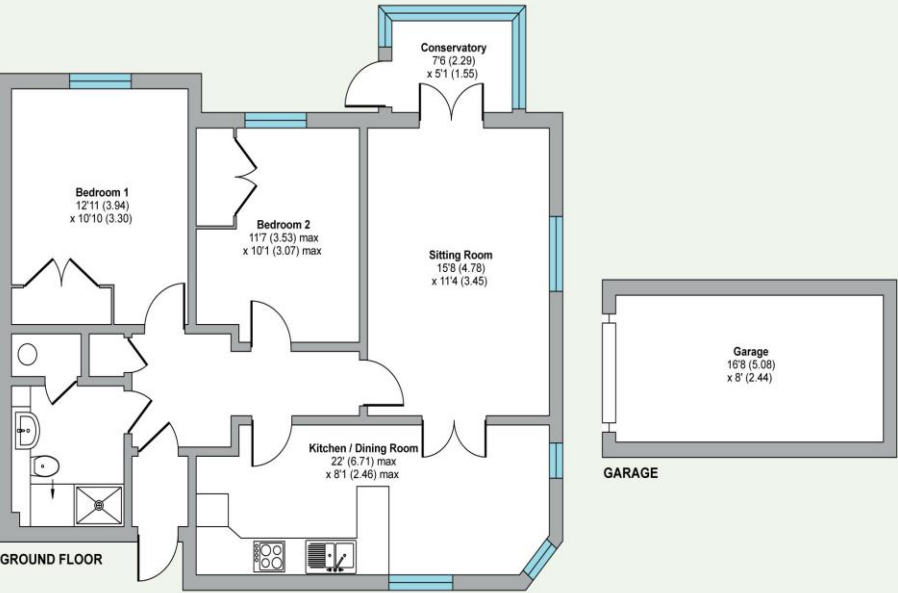 Conservatory
7'6 (2.29)
x 5'1 (1.55)
Bedroom 1
12'11 (3.94)
x 10'10 (3.30)
Bedroom 2
11'7 (3.53) max
x 10'1 (3.07) max
Sitting Room
15'8 (4.78)
x 11'4 (3.45)
Garage
16'8 (5.08)
x 8' (2.44)
Kitchen / Dining Room
22' (6.71) max
x 8'1 (2.46) max
GARAGE
GROUND FLOOR